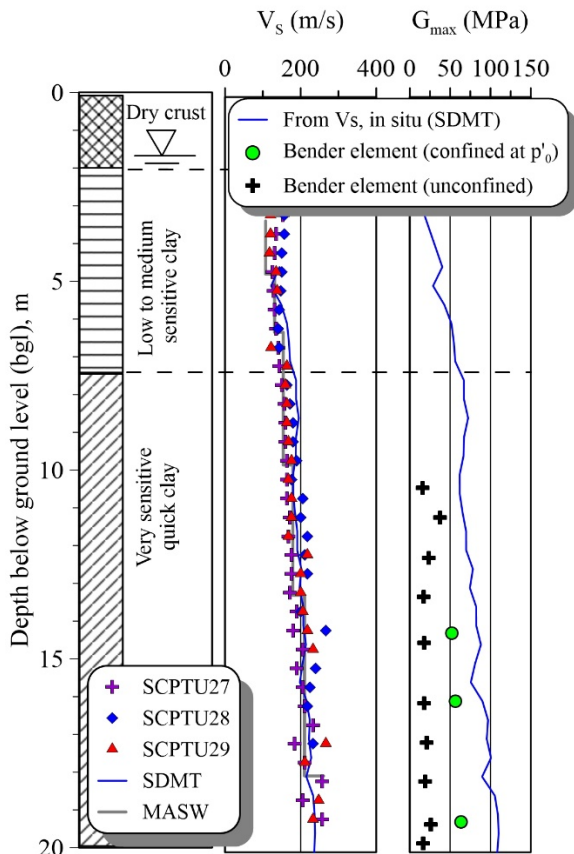 V_S (m/s)
G_max (MPa)
0 200 400 0 50 100 150
0
5
10
15
20
Depth below ground level (bgl), m
Dry crust
Low to medium
sensitive clay
Very sensitive
quick clay
From Vs, in situ (SDMT)
Bender element (confined at p'₀)
Bender element (unconfined)
SCPTU27
SCPTU28
SCPTU29
SDMT
MASW